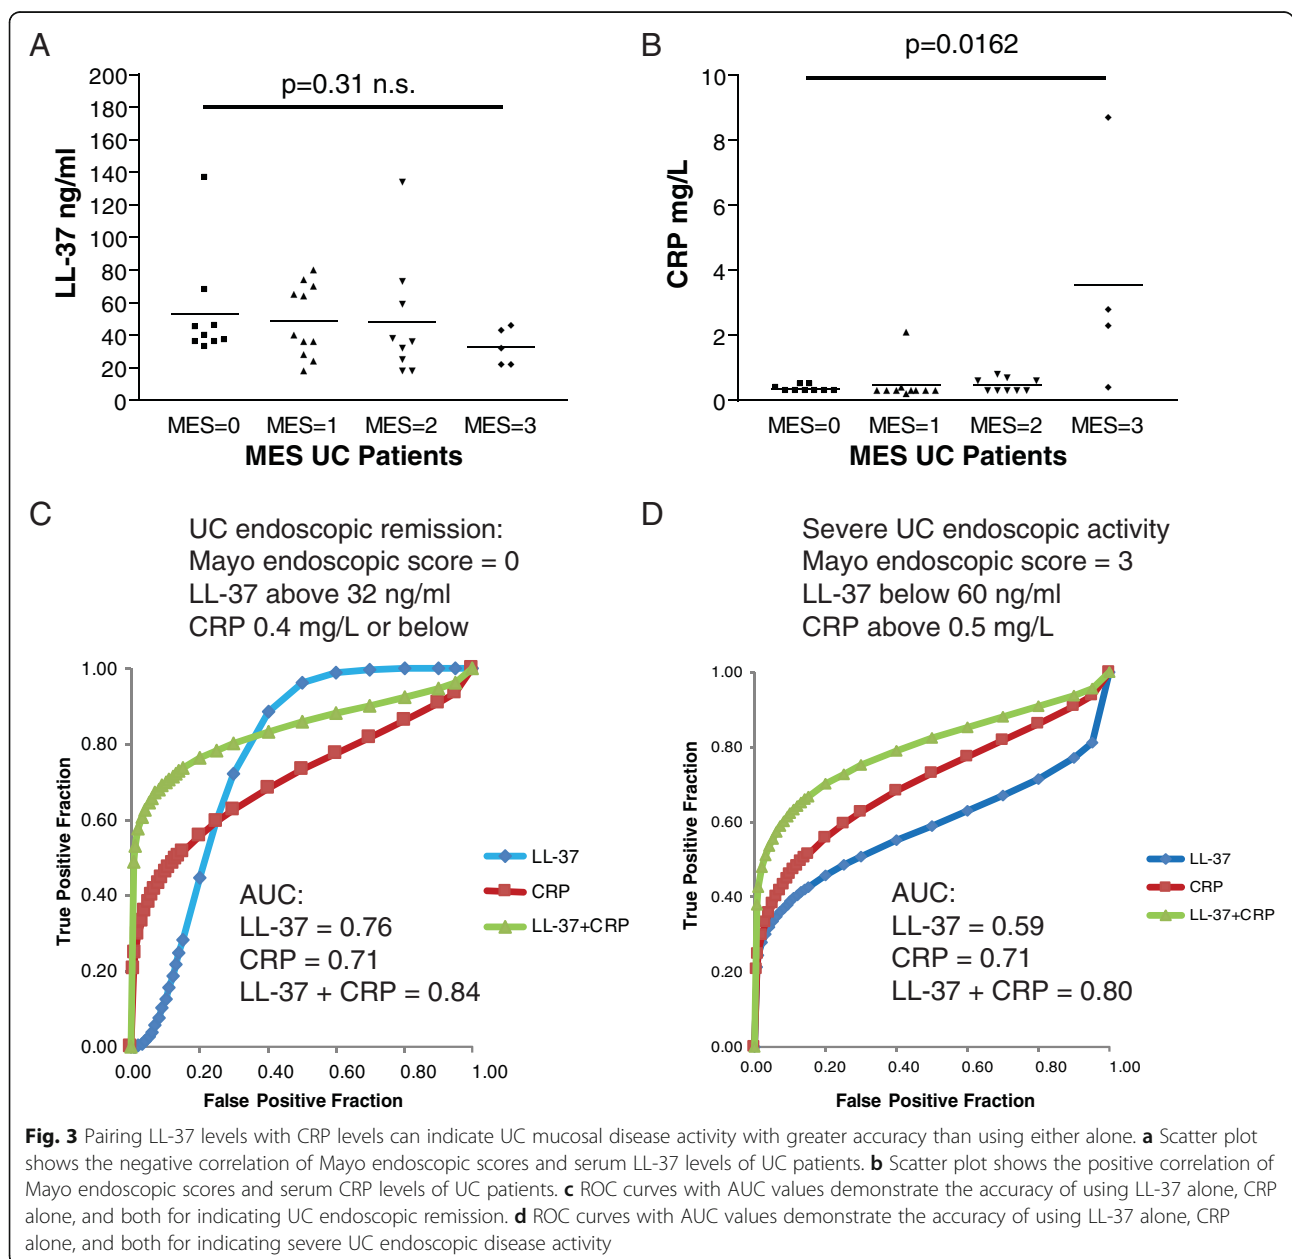 A
p=0.31 n.s.
200
180
160
140
120
100
80
60
40
20
0
LL-37 ng/ml
MES=0 MES=1 MES=2 MES=3
MES UC Patients
B
p=0.0162
10
8
6
4
2
0
CRP mg/L
MES=0 MES=1 MES=2 MES=3
MES UC Patients
C
UC endoscopic remission:
Mayo endoscopic score = 0
LL-37 above 32 ng/ml
CRP 0.4 mg/L or below
1.00
0.80
0.60
0.40
0.20
0.00
True Positive Fraction
LL-37
CRP
LL-37+CRP
AUC:
LL-37 = 0.76
CRP = 0.71
LL-37 + CRP = 0.84
0.00 0.20 0.40 0.60 0.80 1.00
False Positive Fraction
D
Severe UC endoscopic activity
Mayo endoscopic score = 3
LL-37 below 60 ng/ml
CRP above 0.5 mg/L
1.00
0.80
0.60
0.40
0.20
0.00
True Positive Fraction
LL-37
CRP
LL-37+CRP
AUC:
LL-37 = 0.59
CRP = 0.71
LL-37 + CRP = 0.80
0.00 0.20 0.40 0.60 0.80 1.00
False Positive Fraction
Fig. 3 Pairing LL-37 levels with CRP levels can indicate UC mucosal disease activity with greater accuracy than using either alone. a Scatter plot
shows the negative correlation of Mayo endoscopic scores and serum LL-37 levels of UC patients. b Scatter plot shows the positive correlation of
Mayo endoscopic scores and serum CRP levels of UC patients. c ROC curves with AUC values demonstrate the accuracy of using LL-37 alone, CRP
alone, and both for indicating UC endoscopic remission. d ROC curves with AUC values demonstrate the accuracy of using LL-37 alone, CRP
alone, and both for indicating severe UC endoscopic disease activity